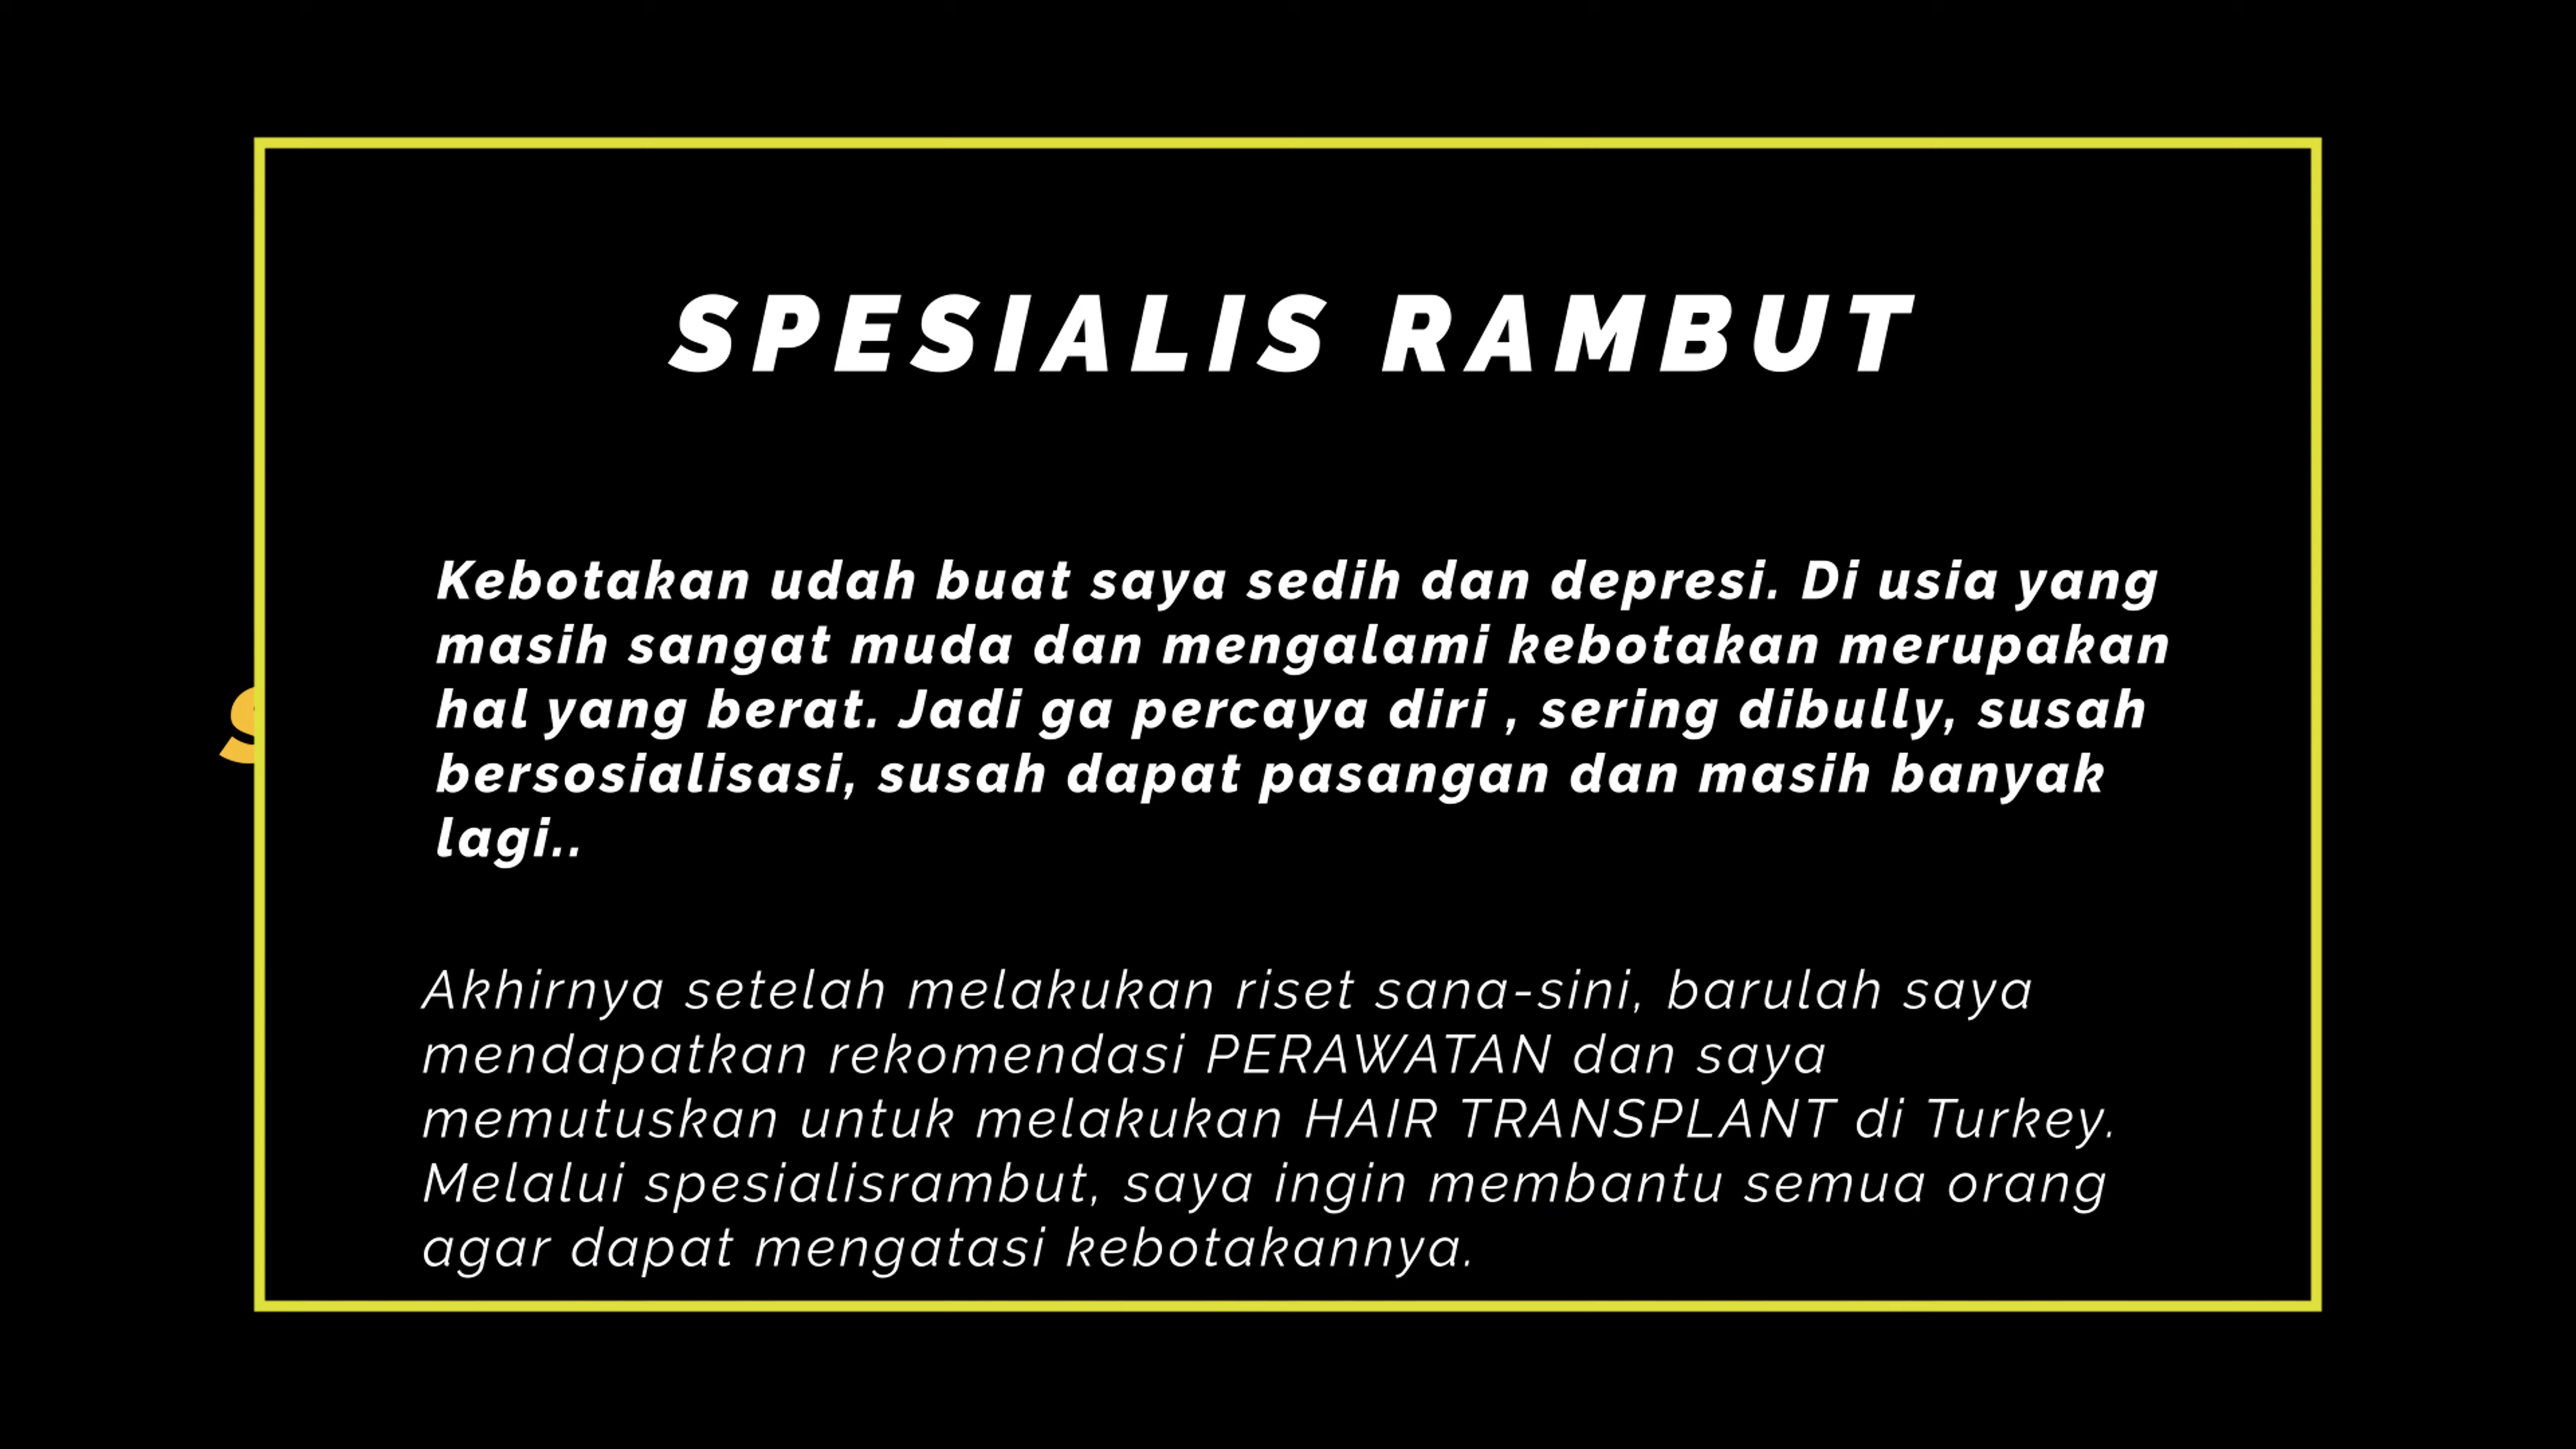 SPESIALIS RAMBUT
Kebotakan udah buat saya sedih dan depresi. Di usia yang
masih sangat muda dan mengalami kebotakan merupakan
hal yang berat. Jadi ga percaya diri , sering dibully, susah
bersosialisasi, susah dapat pasangan dan masih banyak
lagi..
Akhirnya setelah melakukan riset sana-sini, barulah saya
mendapatkan rekomendasi PERAWATAN dan saya
memutuskan untuk melakukan HAIR TRANSPLANT di Turkey.
Melalui spesialisrambut, saya ingin membantu semua orang
agar dapat mengatasi kebotakannya.